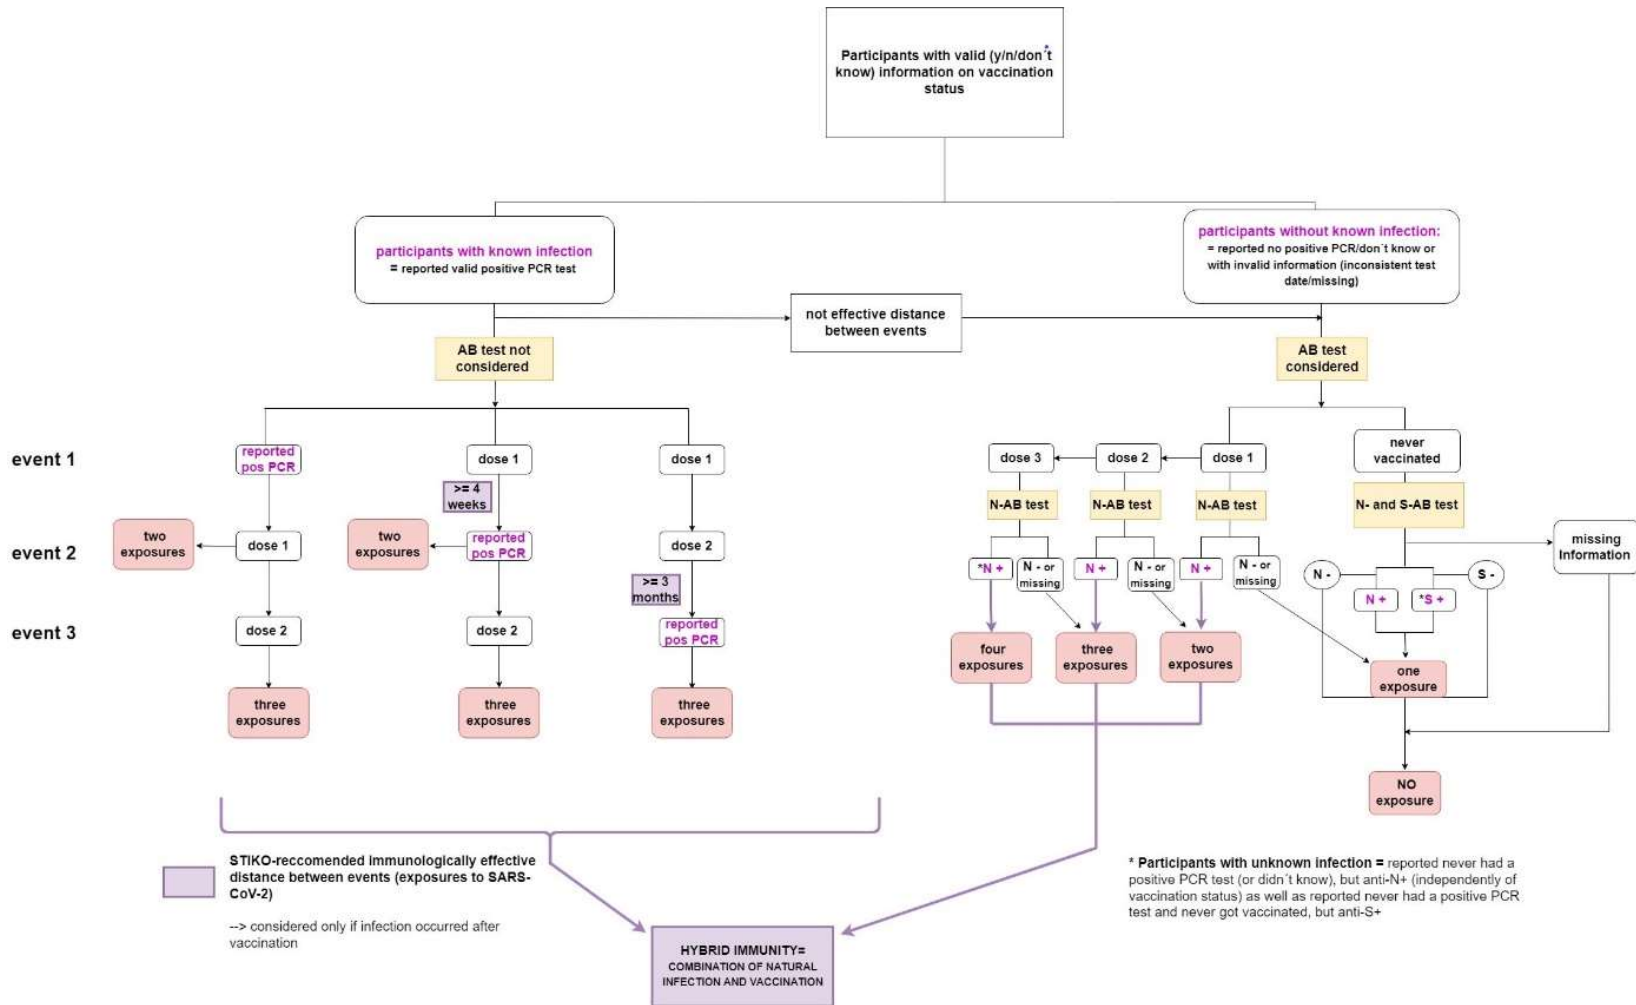 Participants with valid (y/n/don´t
know) information on vaccination
status
participants with known infection
= reported valid positive PCR test
participants without known infection:
= reported no positive PCR/don´t know or
with invalid information (inconsistent test
date/missing)
not effective distance
between events
AB test not
considered
AB test
considered
event 1
reported
pos PCR
dose 1
dose 1
dose 3
dose 2
dose 1
never
vaccinated
>= 4
weeks
N-AB test
N-AB test
N-AB test
N- and S-AB test
event 2
two
exposures
dose 1
two
exposures
reported
pos PCR
dose 2
missing
Information
*N +
N - or
missing
N +
N - or
missing
N +
N - or
missing
N -
S -
N +
*S +
>= 3
months
event 3
dose 2
dose 2
reported
pos PCR
four
exposures
three
exposures
two
exposures
one
exposure
three
exposures
three
exposures
three
exposures
NO
exposure
STIKO-reccomended immunologically effective
distance between events (exposures to SARS-
CoV-2)
--> considered only if infection occurred after
vaccination
* Participants with unknown infection = reported never had a
positive PCR test (or didn´t know), but anti-N+ (independently of
vaccination status) as well as reported never had a positive PCR
test and never got vaccinated, but anti-S+
HYBRID IMMUNITY=
COMBINATION OF NATURAL
INFECTION AND VACCINATION